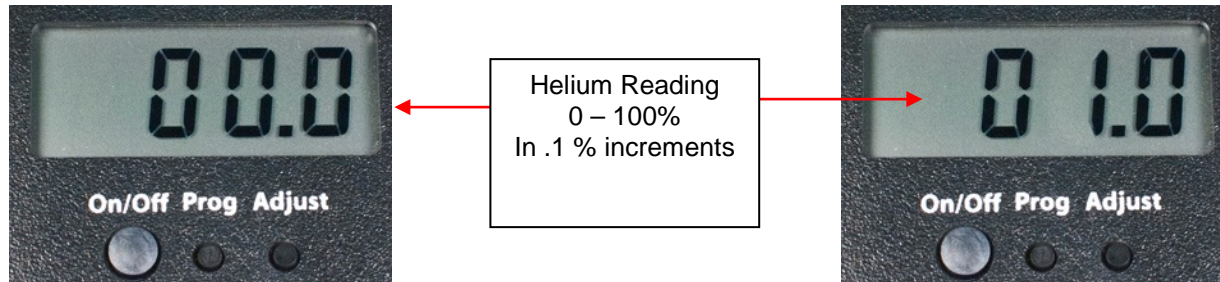 00.0
On/Off Prog Adjust
Helium Reading
0 – 100%
In .1 % increments
01.0
On/Off Prog Adjust